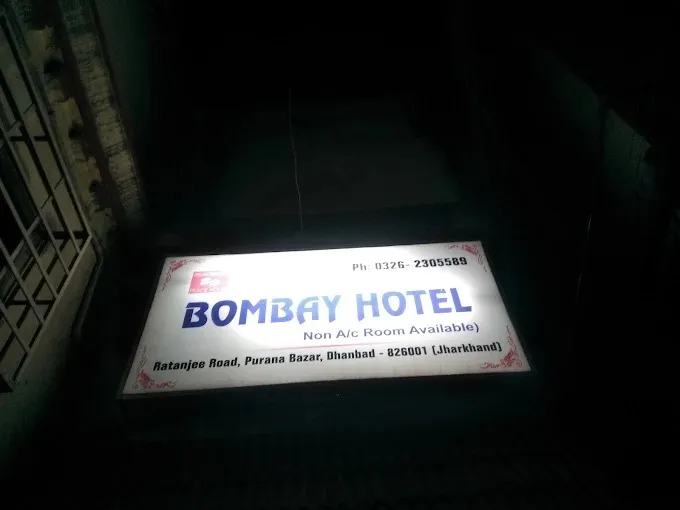 Ph: 0326- 2305589
BOMBAY HOTEL
Non A/c Room Available)
Ratanjee Road, Purana Bazar, Dhanbad - 826001 (Jharkhand)